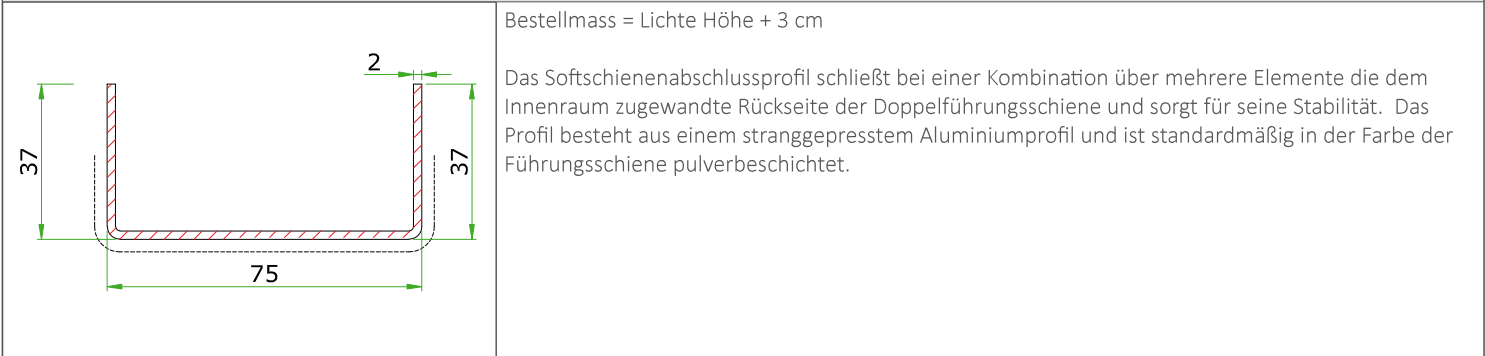 Bestellmass = Lichte Höhe + 3 cm
Das Softschienenabschlussprofil schließt bei einer Kombination über mehrere Elemente die dem
Innenraum zugewandte Rückseite der Doppelführungsschiene und sorgt für seine Stabilität.  Das
Profil besteht aus einem stranggepresstem Aluminiumprofil und ist standardmäßig in der Farbe der
Führungsschiene pulverbeschichtet.
2
37
37
75